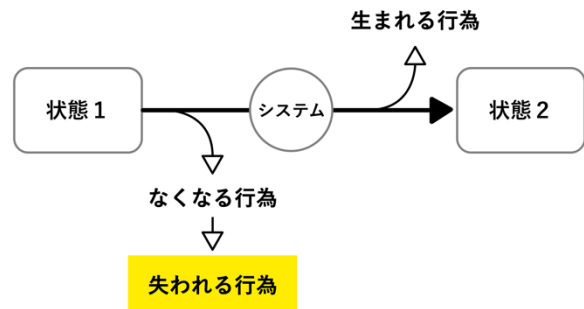 生まれる行為
状態1
システム
状態2
なくなる行為
失われる行為